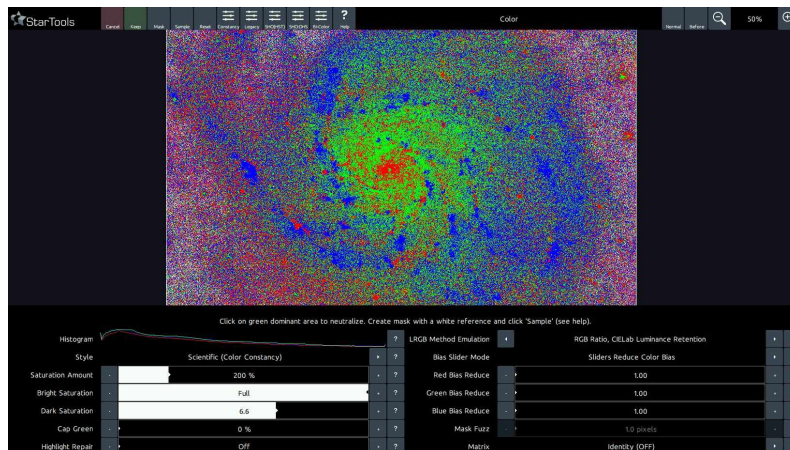 StarTools
Cancel Keep Mask Sample Reset Constancy Legacy SHO(HST) SHO:OHS Bi-Color ? Help
Color
Normal Before 50%
Click on green dominant area to neutralize. Create mask with a white reference and click 'Sample' (see help).
Histogram ? LRGB Method Emulation RGB Ratio, CIELab Luminance Retention
Style Scientific (Color Constancy) ? Bias Slider Mode Sliders Reduce Color Bias
Saturation Amount - 200 % + ? Red Bias Reduce - 1.00
Bright Saturation - Full + ? Green Bias Reduce - 1.00
Dark Saturation - 6.6 + ? Blue Bias Reduce - 1.00
Cap Green - 0 % + ? Mask Fuzz - 1.0 pixels
Highlight Repair - Off + ? Matrix Identity (OFF)